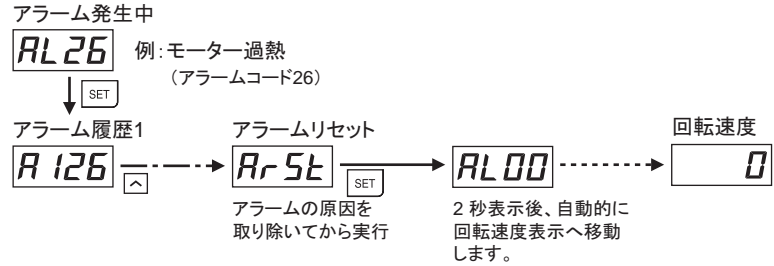 アラーム発生中
AL26
例:モーター過熱
(アラームコード26)
SET
アラーム履歴1
アラームリセット
回転速度
A 126
ArSt
SET
AL00
0
アラームの原因を
取り除いてから実行
2 秒表示後、自動的に
回転速度表示へ移動
します。